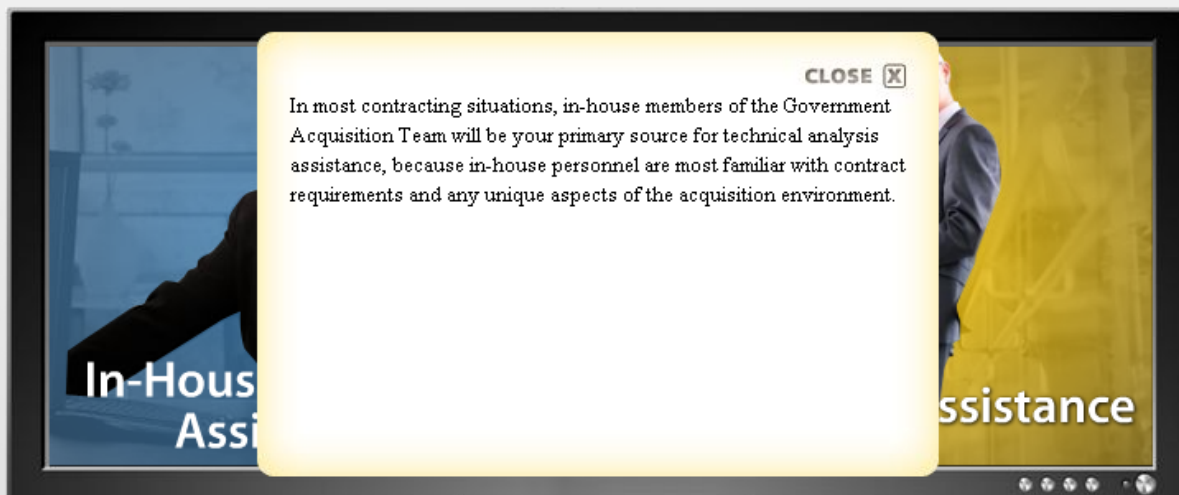 CLOSE X
In most contracting situations, in-house members of the Government
Acquisition Team will be your primary source for technical analysis
assistance, because in-house personnel are most familiar with contract
requirements and any unique aspects of the acquisition environment.
In-Hous
Assi
ssistance